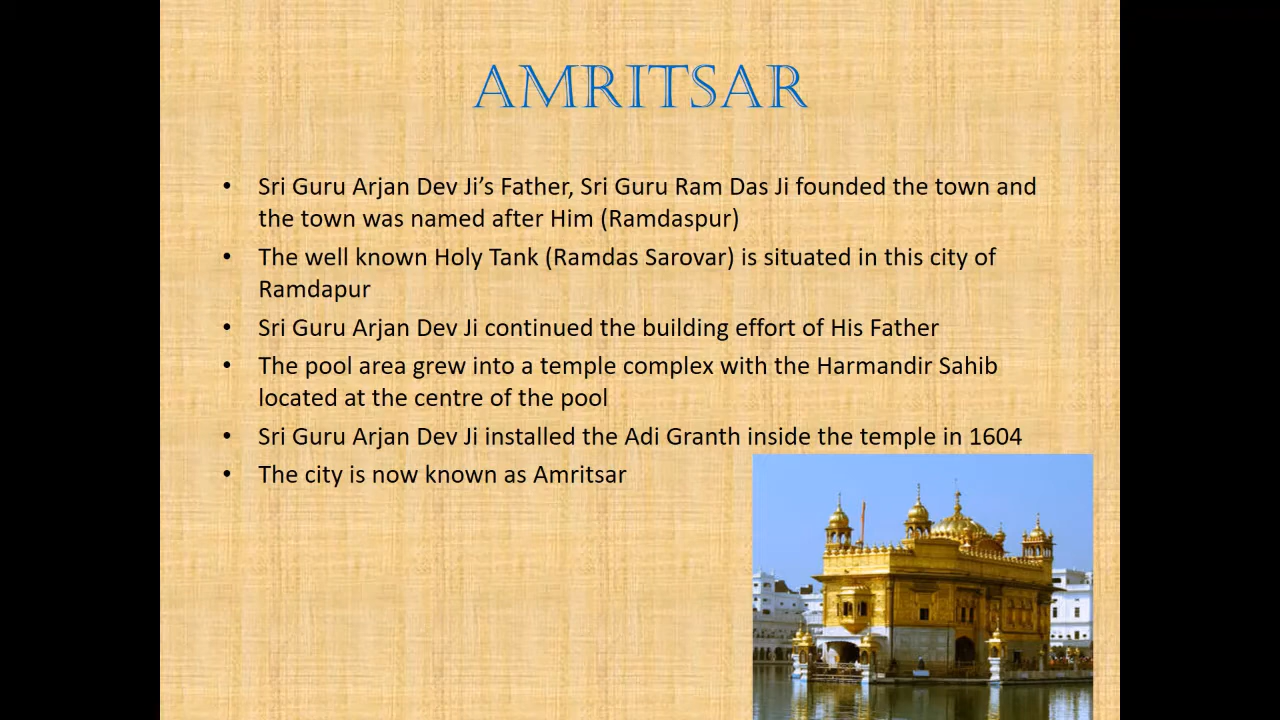 AMRITSAR
• Sri Guru Arjan Dev Ji’s Father, Sri Guru Ram Das Ji founded the town and
the town was named after Him (Ramdaspur)
• The well known Holy Tank (Ramdas Sarovar) is situated in this city of
Ramdapur
• Sri Guru Arjan Dev Ji continued the building effort of His Father
• The pool area grew into a temple complex with the Harmandir Sahib
located at the centre of the pool
• Sri Guru Arjan Dev Ji installed the Adi Granth inside the temple in 1604
• The city is now known as Amritsar